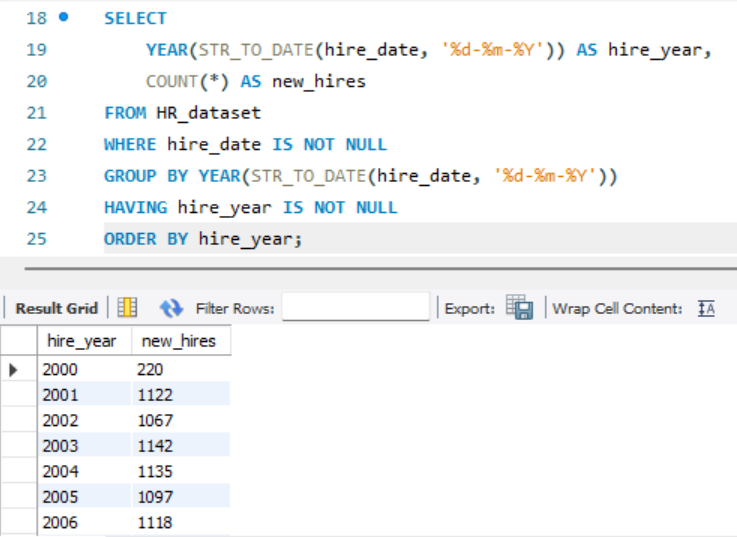 18 SELECT
19 YEAR(STR_TO_DATE(hire_date, '%d-%m-%Y')) AS hire_year,
20 COUNT(*) AS new_hires
21 FROM HR_dataset
22 WHERE hire_date IS NOT NULL
23 GROUP BY YEAR(STR_TO_DATE(hire_date, '%d-%m-%Y'))
24 HAVING hire_year IS NOT NULL
25 ORDER BY hire_year;
Result Grid Filter Rows: Export: Wrap Cell Content: IA
hire_year new_hires
2000 220
2001 1122
2002 1067
2003 1142
2004 1135
2005 1097
2006 1118